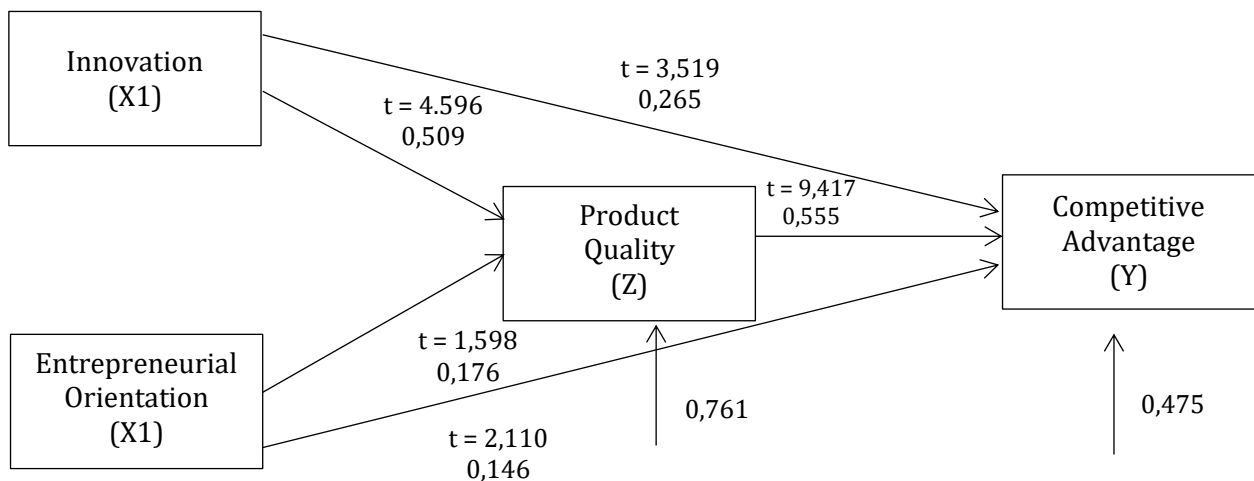 Innovation
(X1)
t = 3,519
0,265
t = 4.596
0,509
Product
Quality
(Z)
t = 9,417
0,555
Competitive
Advantage
(Y)
Entrepreneurial
Orientation
(X1)
t = 1,598
0,176
t = 2,110
0,146
0,761
0,475